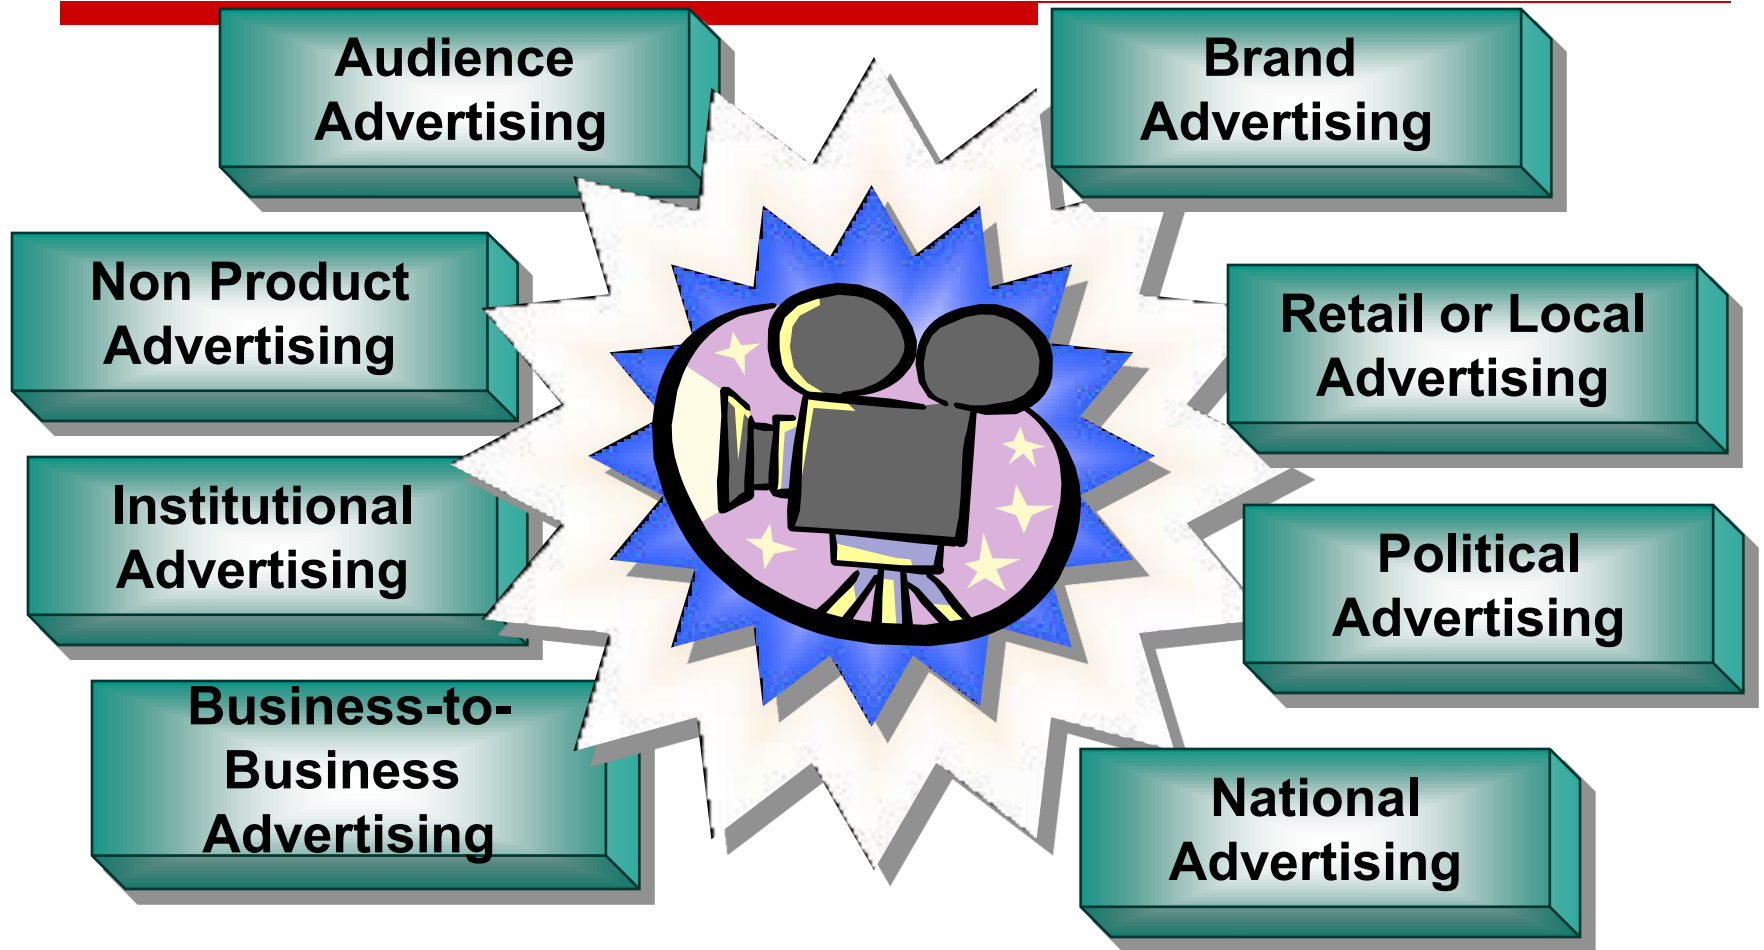 Audience
Advertising
Brand
Advertising
Non Product
Advertising
Retail or Local
Advertising
Institutional
Advertising
Political
Advertising
Business-to-
Business
Advertising
National
Advertising